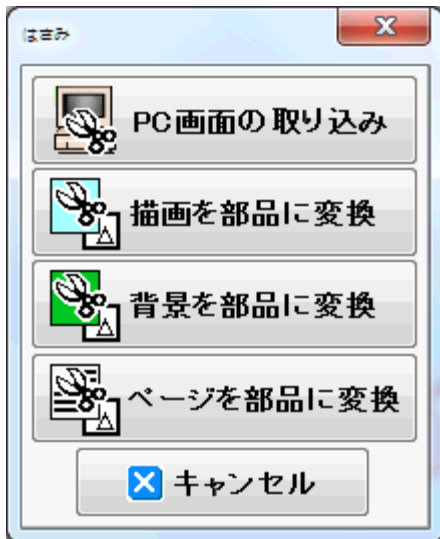 はさみ
PC画面の取り込み
描画を部品に変換
背景を部品に変換
ページを部品に変換
キャンセル